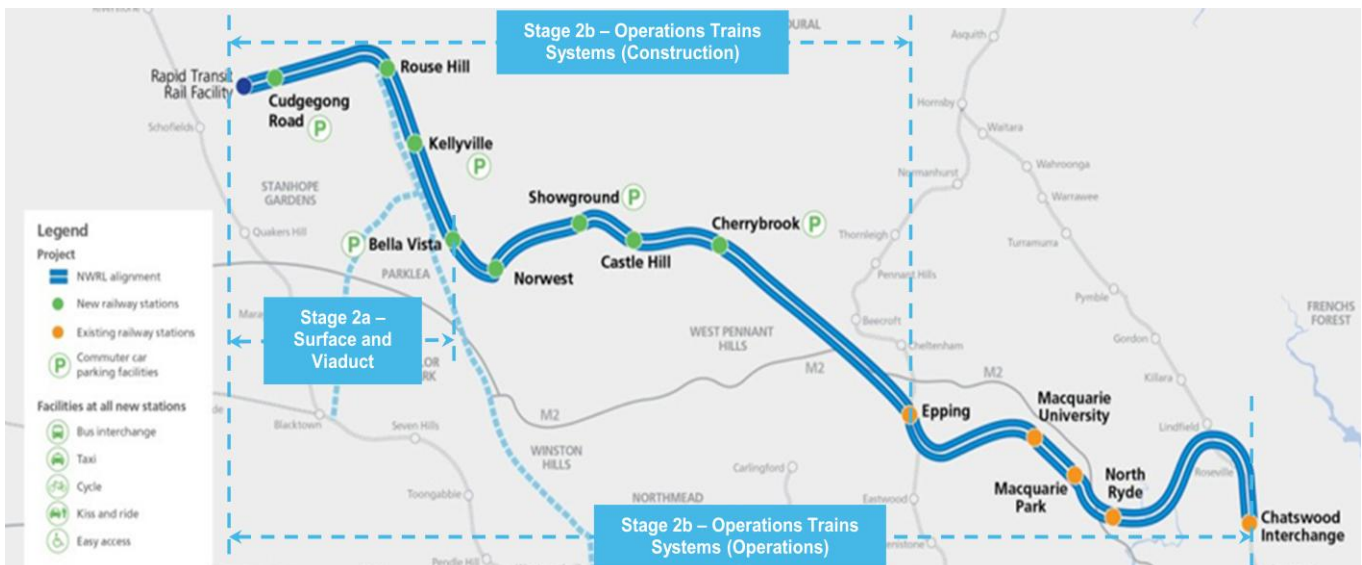 Stage 2b – Operations Trains
Systems (Construction)
DURAL
Asquith
Rapid Transit
Rail Facility
Rouse Hill
Cudgegong
Road
P
Hornsby
Schofields
Waitara
Kellyville
P
Wahroonga
Normanhurst
Warrawee
STANHOPE
GARDENS
Showground P
Cherrybrook P
Legend
Quakers Hill
P Bella Vista
Thornleigh
Turramurra
Project
PARKLEA
Norwest
Castle Hill
Pennant Hills
NWRL alignment
New railway stations
Pymble
Existing railway stations
Stage 2a –
Surface and
Viaduct
WEST PENNANT
HILLS
Beecroft
Gordon
FRENCHS
FOREST
P Commuter car
parking facilities
Cheltenham
M2
M2
Killara
Facilities at all new stations
M2
Epping
Macquarie
University
Bus interchange
Blacktown
Seven Hills
Lindfield
Taxi
WINSTON
HILLS
Carlingford
Macquarie
Park
North
Ryde
Roseville
Cycle
Toongabbie
NORTHMEAD
Eastwood
Kiss and ride
Stage 2b – Operations Trains
Systems (Operations)
Chatswood
Interchange
Easy access